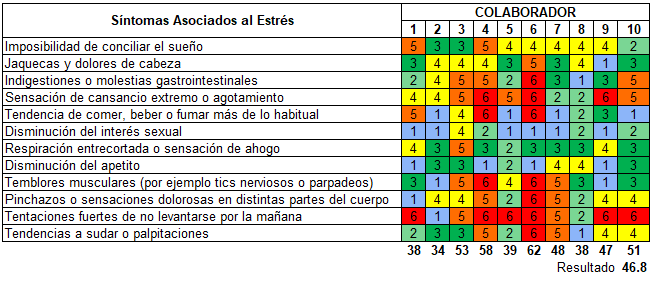 Síntomas Asociados al Estrés COLABORADOR
1 2 3 4 5 6 7 8 9 10
Imposibilidad de conciliar el sueño 5 3 3 5 4 4 4 4 4 2
Jaquecas y dolores de cabeza 3 4 4 4 3 5 3 4 1 3
Indigestiones o molestias gastrointestinales 2 4 5 5 2 6 3 1 3 5
Sensación de cansancio extremo o agotamiento 4 4 5 6 5 6 2 2 6 5
Tendencia de comer, beber o fumar más de lo habitual 5 1 4 6 1 6 1 2 3 1
Disminución del interés sexual 1 1 4 2 1 1 1 2 1 2
Respiración entrecortada o sensación de ahogo 4 3 5 3 2 3 3 3 4 3
Disminución del apetito 1 3 3 1 2 1 4 4 1 3
Temblores musculares (por ejemplo tics nerviosos o parpadeos) 3 1 5 6 4 6 5 3 1 3
Pinchazos o sensaciones dolorosas en distintas partes del cuerpo 1 4 4 5 2 6 5 2 4 4
Tentaciones fuertes de no levantarse por la mañana 6 1 5 6 6 6 6 6 6 6
Tendencias a sudar o palpitaciones 2 3 3 5 2 6 5 1 4 4
38 34 53 58 39 62 48 38 47 51
Resultado 46.8